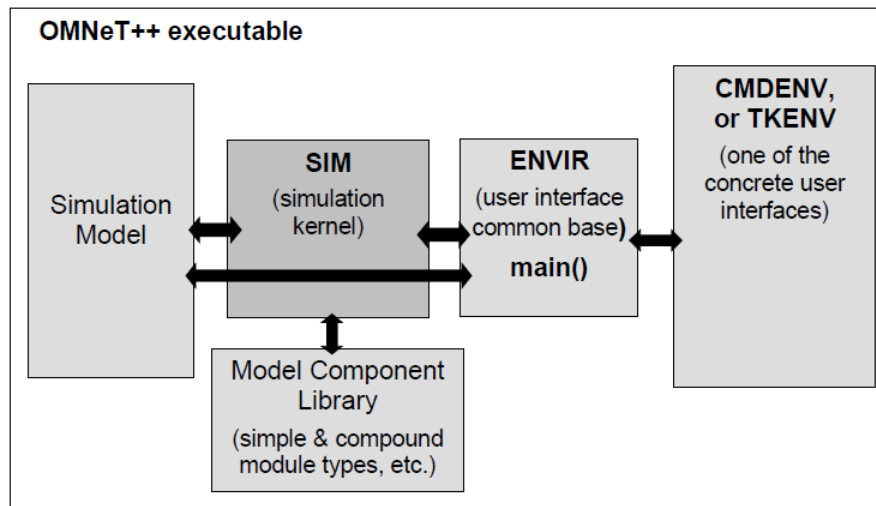 OMNeT++ executable
Simulation
Model
SIM
(simulation
kernel)
ENVIR
(user interface
common base)
main()
CMDENV,
or TKENV
(one of the
concrete user
interfaces)
Model Component
Library
(simple & compound
module types, etc.)